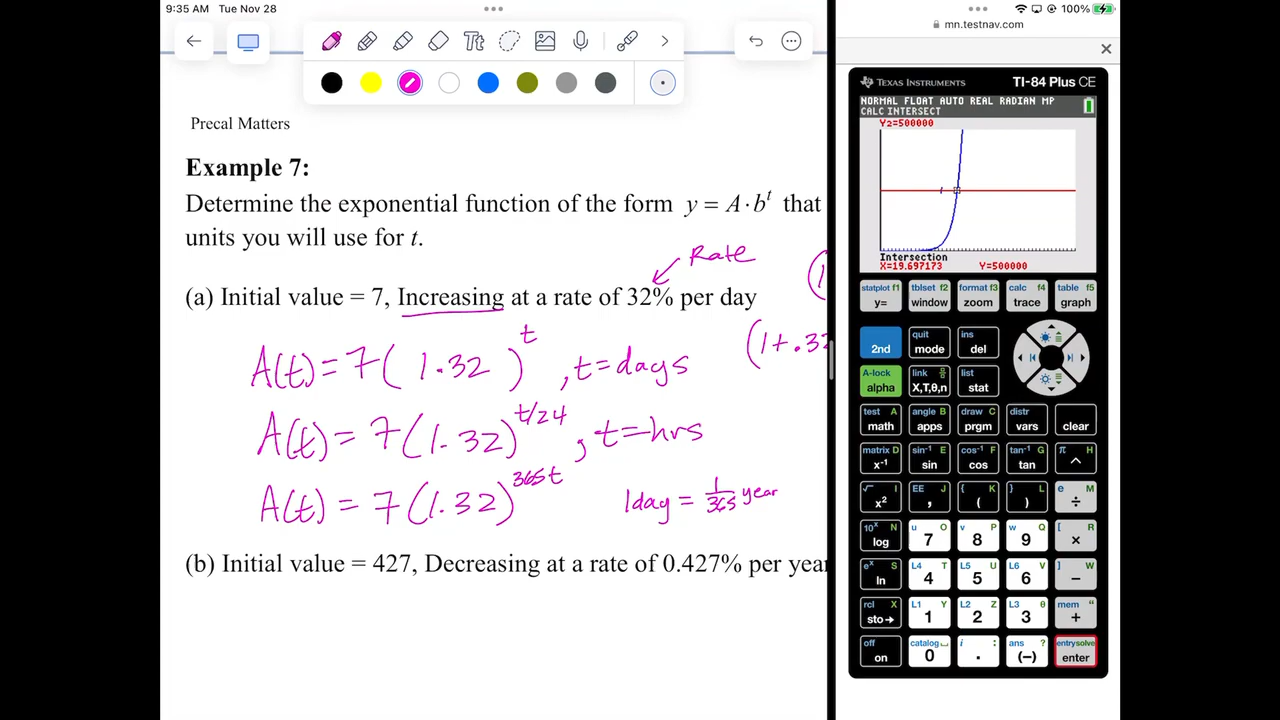 9:35 AM Tue Nov 28
100%
mn.testnav.com
Tt
Precal Matters
Example 7:
Determine the exponential function of the form y = A·b^t that
units you will use for t.
Rate
(a) Initial value = 7, Increasing at a rate of 32% per day
(1+.32
A(t) = 7( 1.32 )^t , t=days
A(t) = 7(1.32)^t/24 , t=hrs
A(t) = 7(1.32)^365t
1day = 1/365 year
(b) Initial value = 427, Decreasing at a rate of 0.427% per year
TEXAS INSTRUMENTS TI-84 Plus CE
NORMAL FLOAT AUTO REAL RADIAN MP
CALC INTERSECT
Y2=500000
Intersection
X=19.697173 Y=500000
statplot f1 tblset f2 format f3 calc f4 table f5
y= window zoom trace graph
quit ins
2nd mode del
A-lock link list
alpha X,T,θ,n stat
test A angle B draw C distr
math apps prgm vars clear
matrix D sin⁻¹ E cos⁻¹ F tan⁻¹ G π H
x⁻¹ sin cos tan ^
√ I EE J { K } L e M
x² , ( ) ÷
10ˣ N u O v P w Q [ R
log 7 8 9 ×
eˣ S L4 T L5 U L6 V ] W
ln 4 5 6 −
rcl X L1 Y L2 Z L3 θ mem "
sto→ 1 2 3 +
off catalog i : ans ? entry solve
on 0 . (−) enter